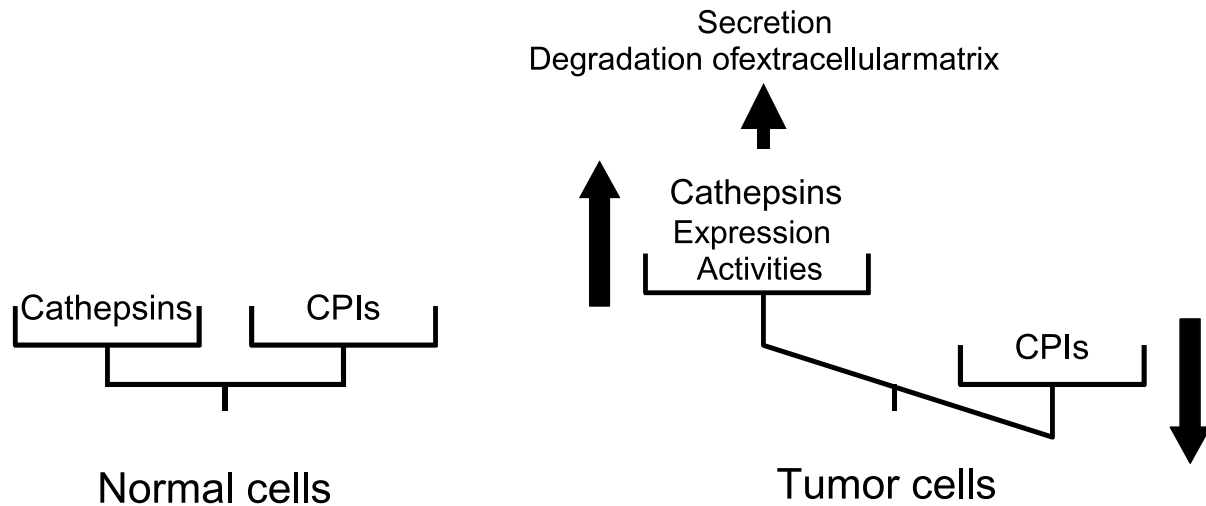 Secretion
Degradation ofextracellularmatrix
Cathepsins
Expression
Activities
Cathepsins
CPIs
CPIs
Normal cells
Tumor cells